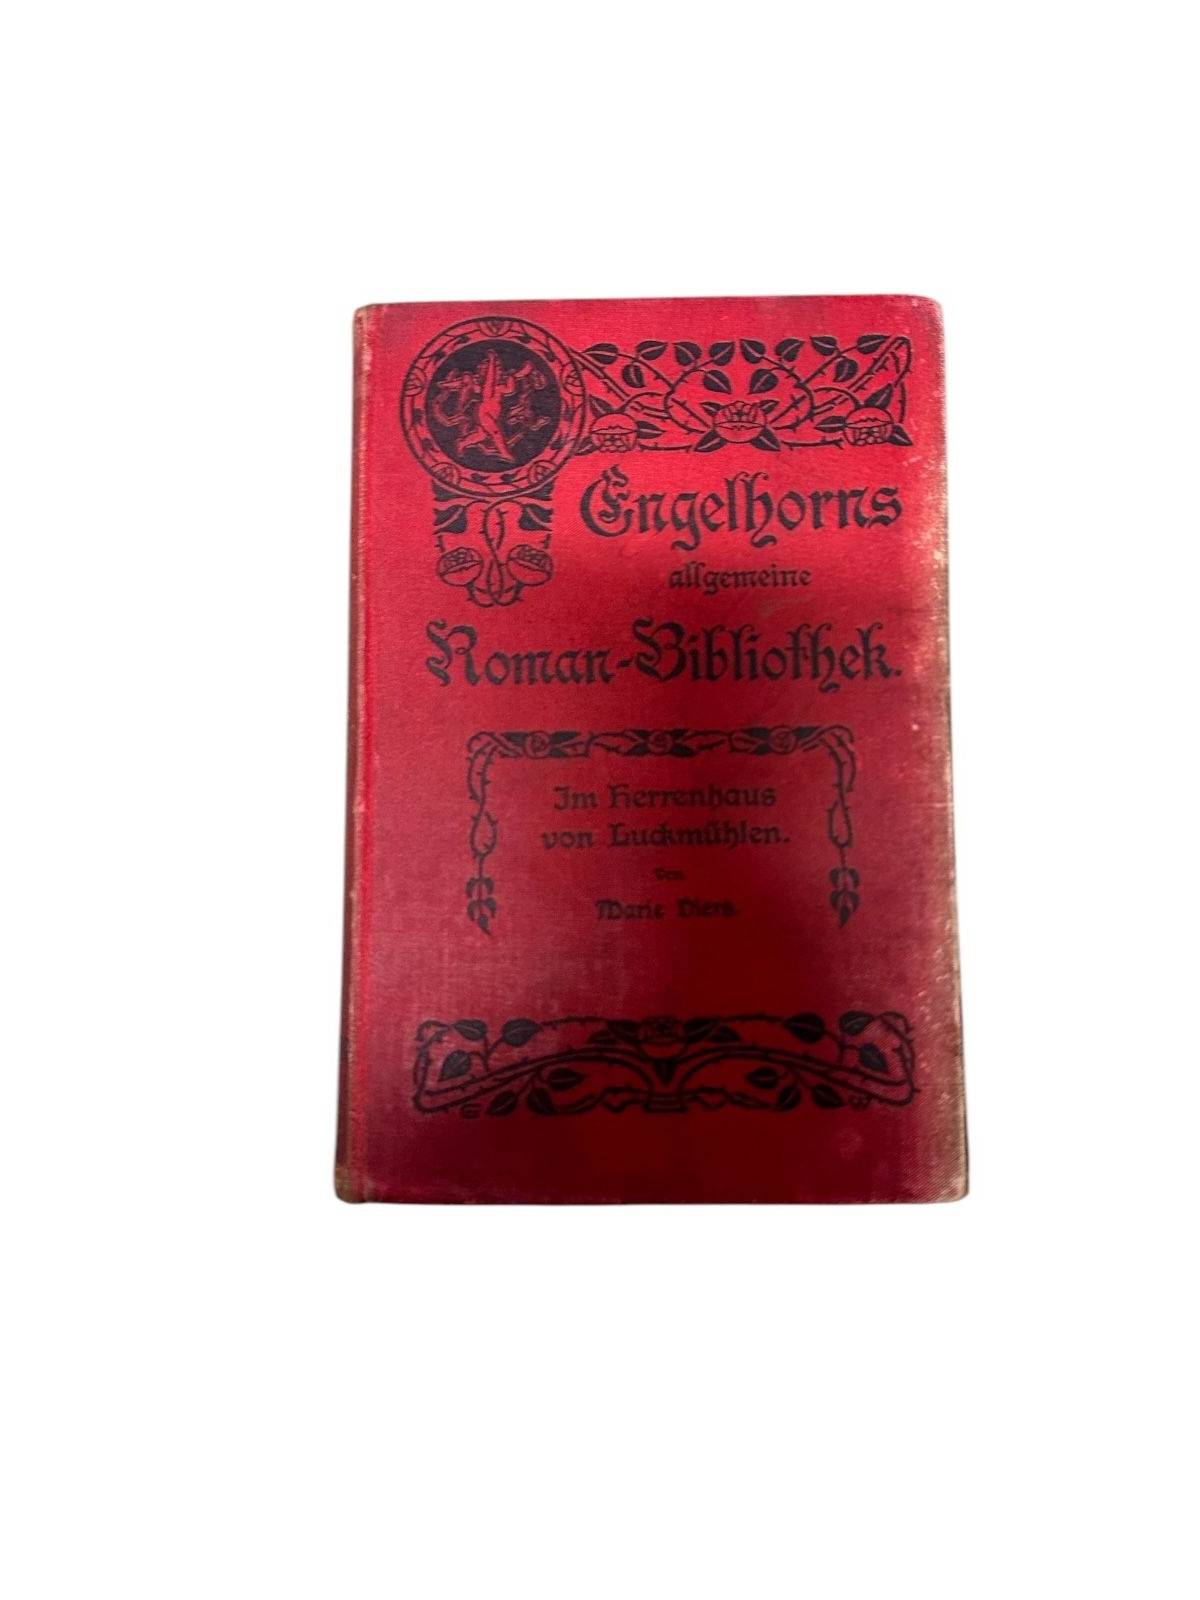 Engelhorns
allgemeine
Roman-Bibliothek.
Im Herrenhaus
von Luckmühlen.
Von
Marie Diers.